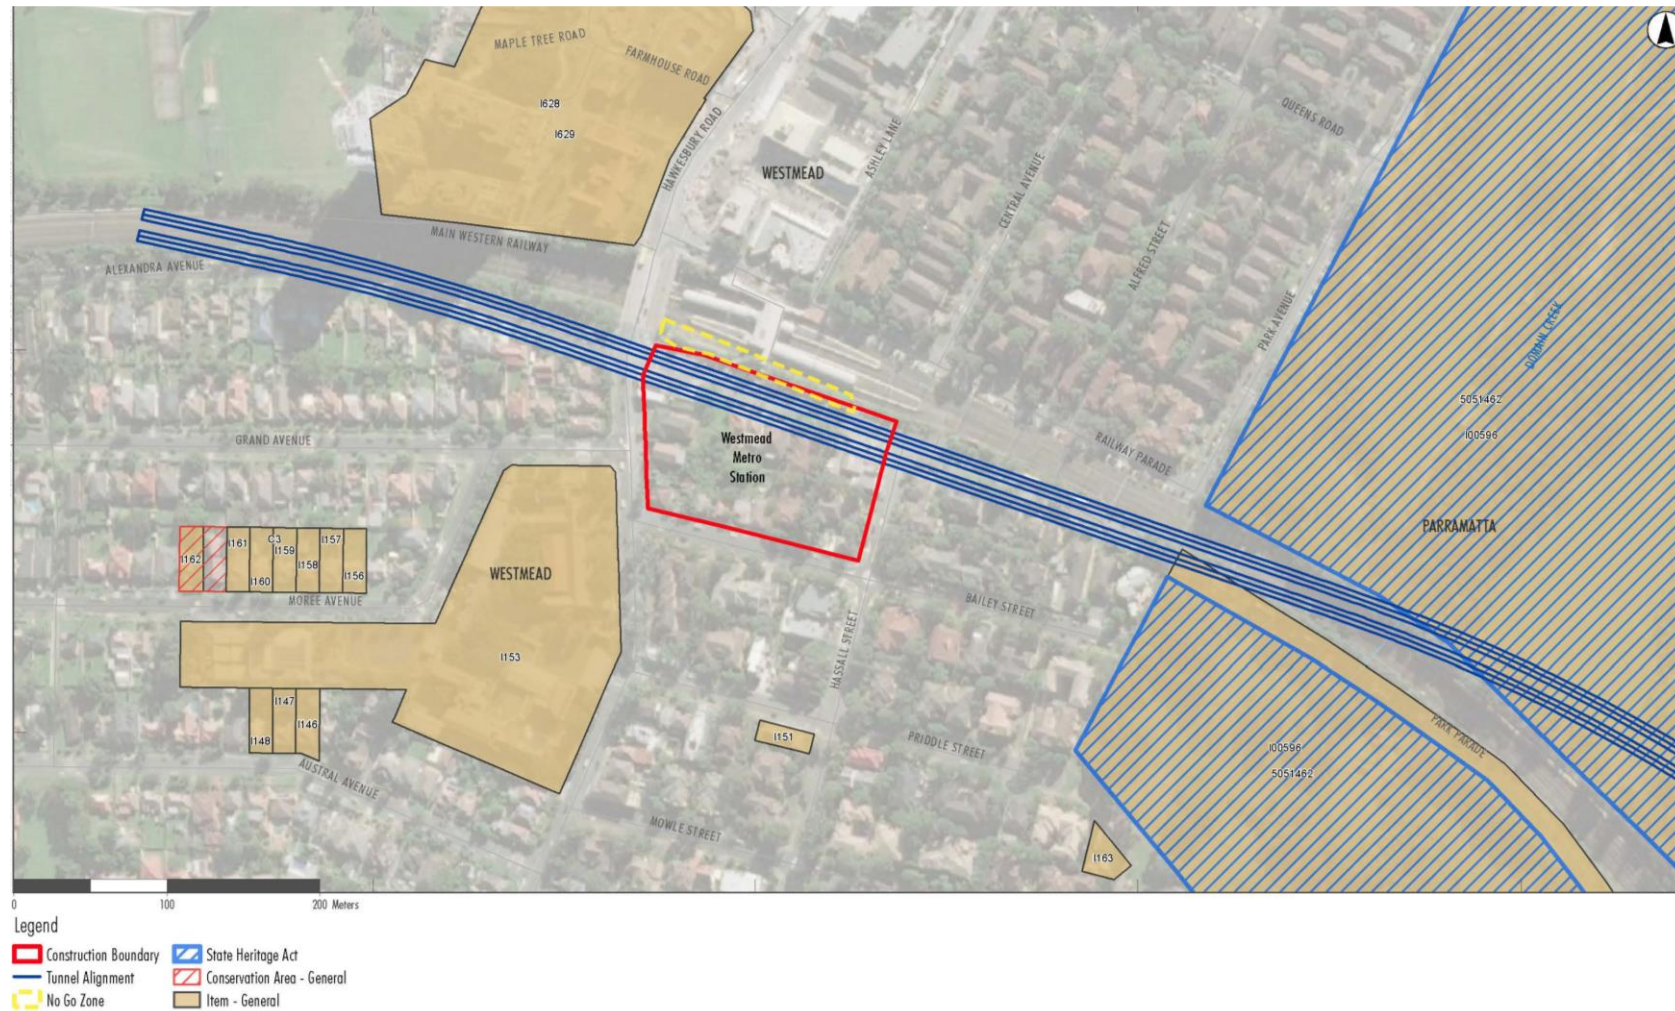 MAPLE TREE ROAD
FARMHOUSE ROAD
I628
I629
HAWKESBURY ROAD
WESTMEAD
ASHLEY LANE
QUEENS ROAD
CENTRAL AVENUE
ALFRED STREET
PARK AVENUE
MAIN WESTERN RAILWAY
ALEXANDRA AVENUE
DOMAIN CREEK
5051462
I00596
GRAND AVENUE
Westmead
Metro
Station
RAILWAY PARADE
PARRAMATTA
I162
I161
C3
I160
I159
I158
I157
I156
MOREE AVENUE
WESTMEAD
BAILEY STREET
HASSALL STREET
I153
I147
I146
I148
AUSTRAL AVENUE
I151
PRIDDLE STREET
PARK PARADE
I00596
5051462
MOWLE STREET
I163
0 100 200 Meters
Legend
Construction Boundary
Tunnel Alignment
No Go Zone
State Heritage Act
Conservation Area - General
Item - General